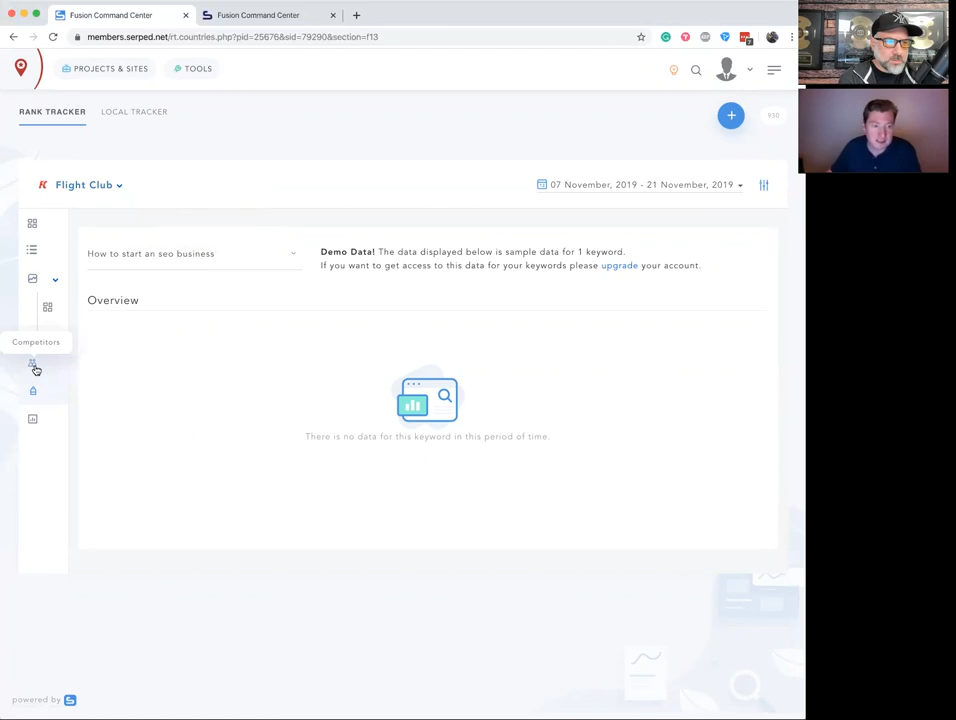 Fusion Command Center
Fusion Command Center
members.serped.net/rt.countries.php?pid=25676&sid=79290&section=f13
7
PROJECTS & SITES
TOOLS
RANK TRACKER
LOCAL TRACKER
930
Flight Club
07 November, 2019 - 21 November, 2019
How to start an seo business
Demo Data! The data displayed below is sample data for 1 keyword.
If you want to get access to this data for your keywords please upgrade your account.
Overview
Competitors
There is no data for this keyword in this period of time.
powered by